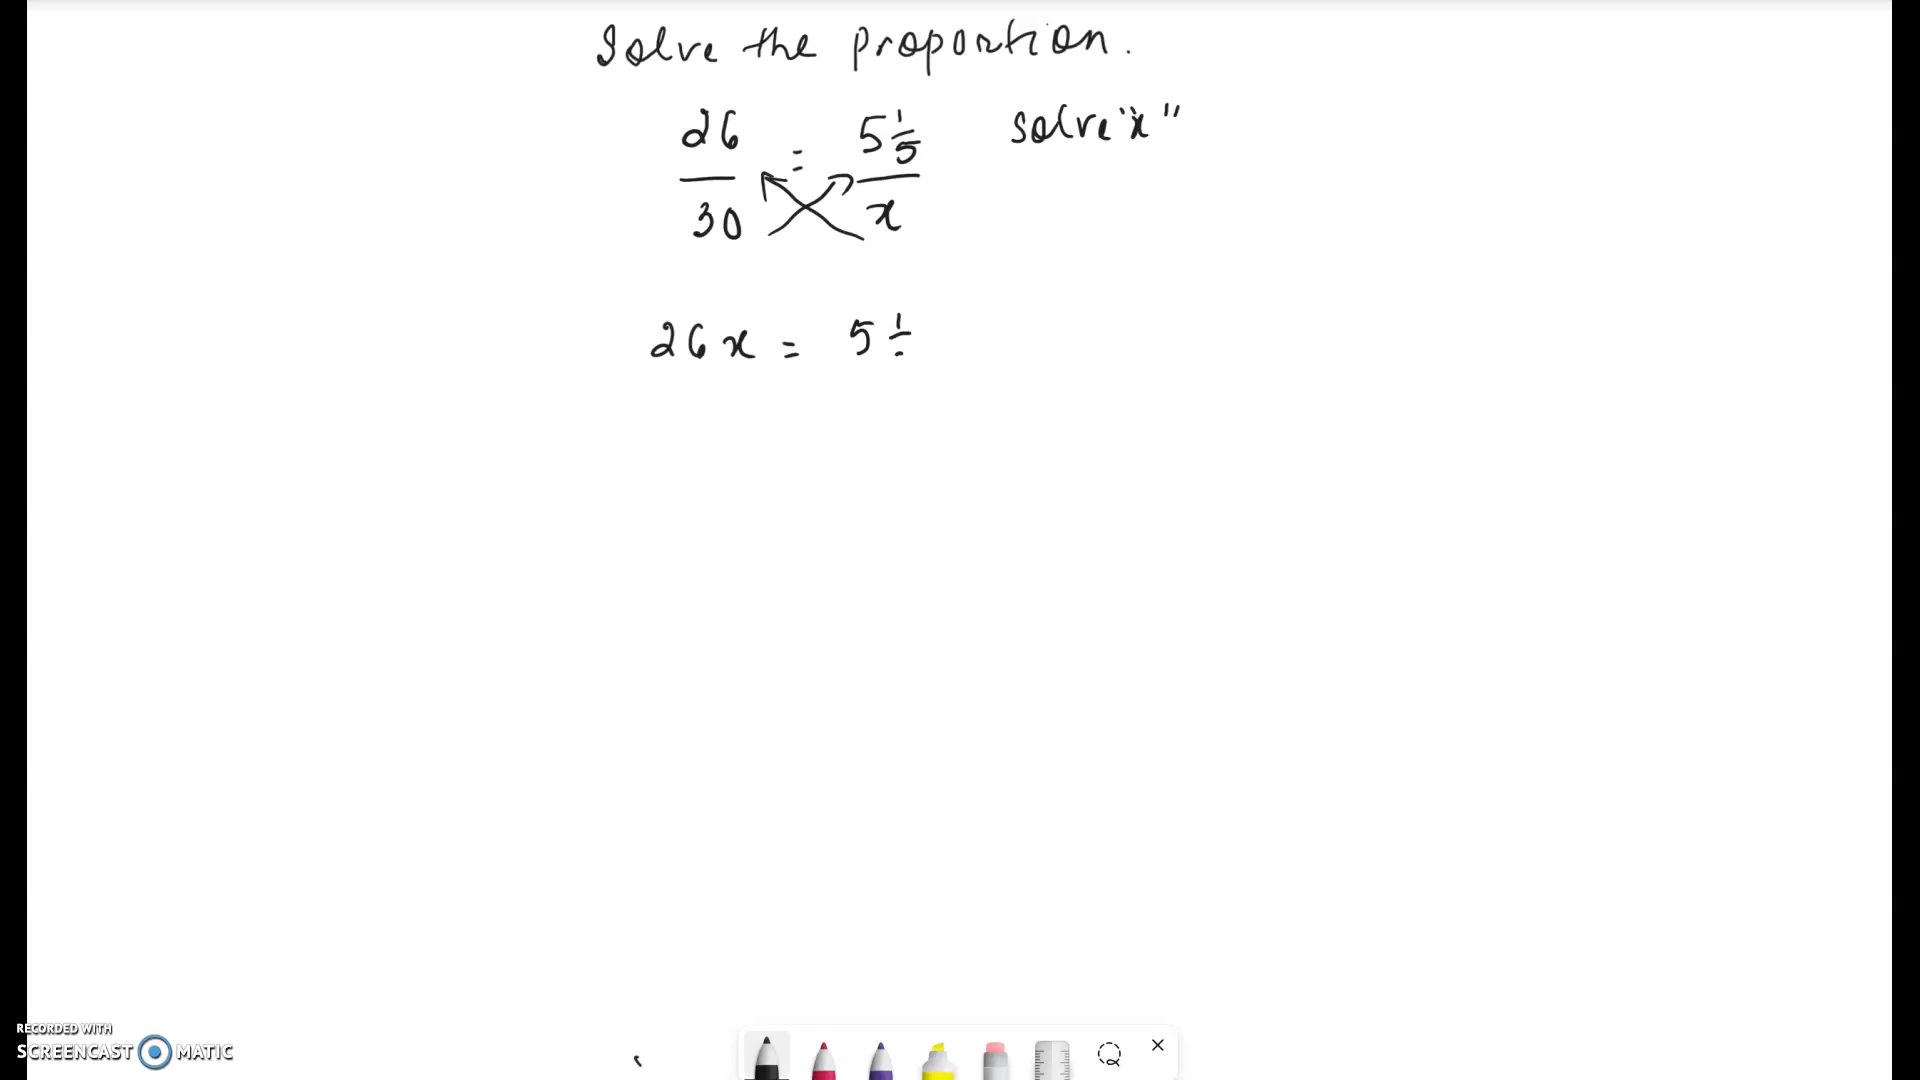 Solve the proportion.
26/30 = 5 1/5/x solve "x"
26x = 5 1/
RECORDED WITH
SCREENCAST MATIC